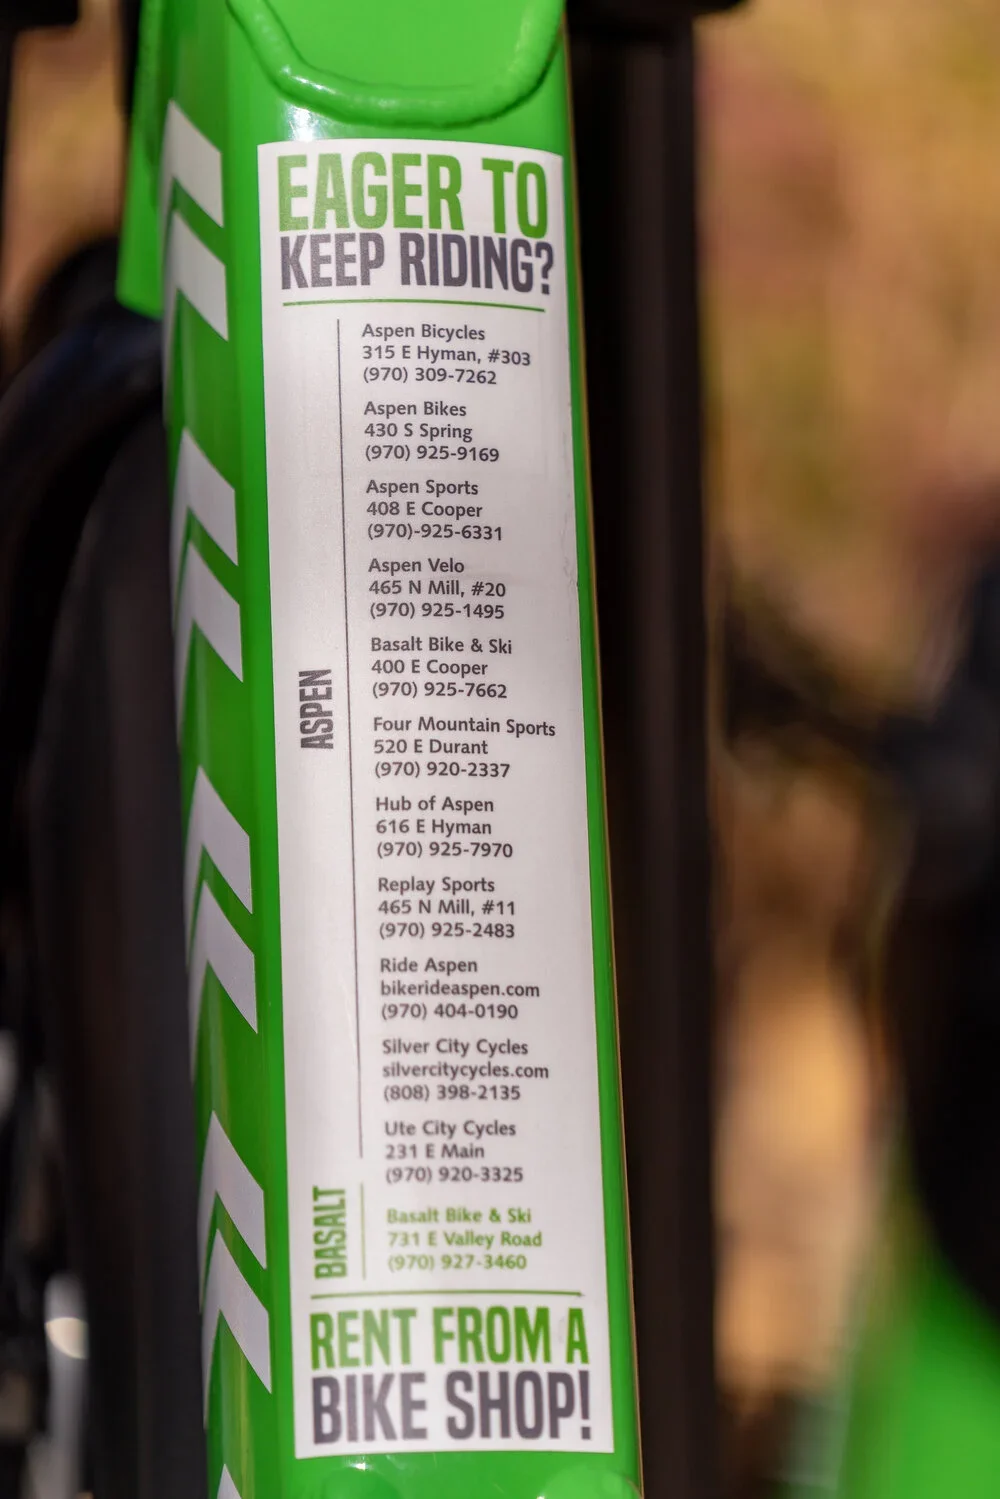 EAGER TO
KEEP RIDING?
ASPEN
Aspen Bicycles
315 E Hyman, #303
(970) 309-7262
Aspen Bikes
430 S Spring
(970) 925-9169
Aspen Sports
408 E Cooper
(970)-925-6331
Aspen Velo
465 N Mill, #20
(970) 925-1495
Basalt Bike & Ski
400 E Cooper
(970) 925-7662
Four Mountain Sports
520 E Durant
(970) 920-2337
Hub of Aspen
616 E Hyman
(970) 925-7970
Replay Sports
465 N Mill, #11
(970) 925-2483
Ride Aspen
bikerideaspen.com
(970) 404-0190
Silver City Cycles
silvercitycycles.com
(808) 398-2135
Ute City Cycles
231 E Main
(970) 920-3325
BASALT
Basalt Bike & Ski
731 E Valley Road
(970) 927-3460
RENT FROM A
BIKE SHOP!